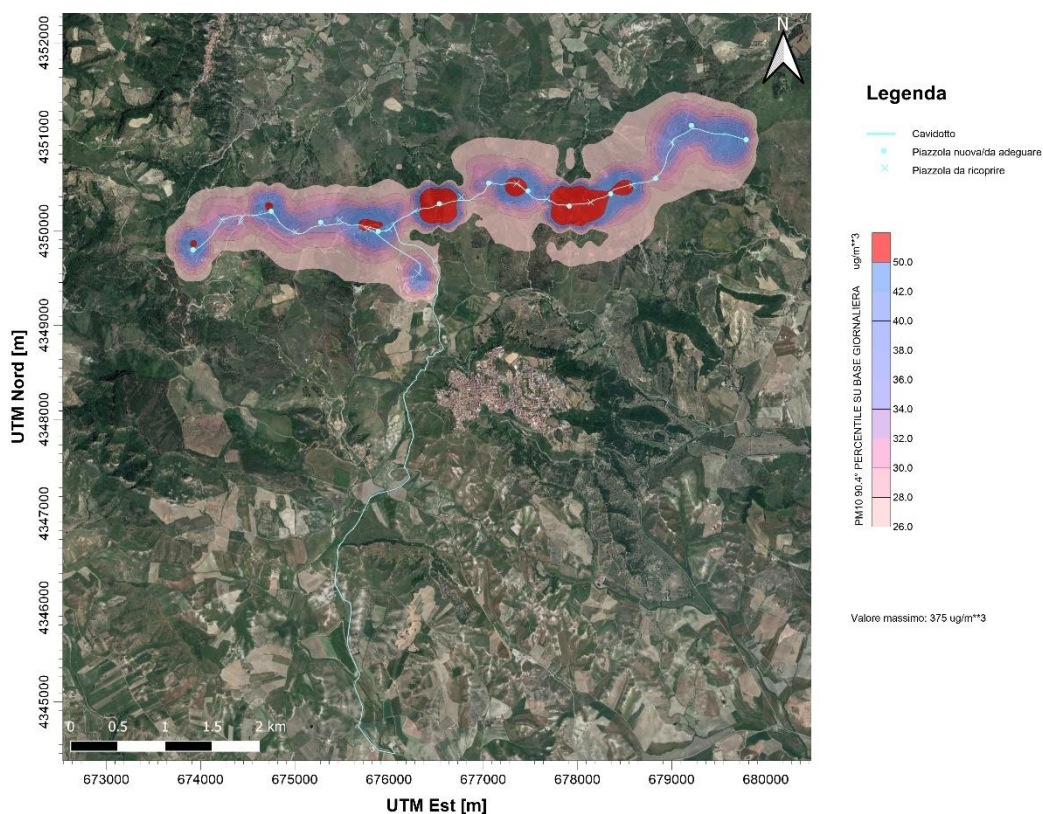 N
4352000
4351000
4350000
4349000
4348000
4347000
4346000
4345000
UTM Nord [m]
0 0.5 1 1.5 2 km
673000 674000 675000 676000 677000 678000 679000 680000
UTM Est [m]
Legenda
Cavidotto
Piazzola nuova/da adeguare
Piazzola da ricoprire
PM10 90.4° PERCENTILE SU BASE GIORNALIERA ug/m**3
50.0
42.0
40.0
38.0
36.0
34.0
32.0
30.0
28.0
26.0
Valore massimo: 375 ug/m**3